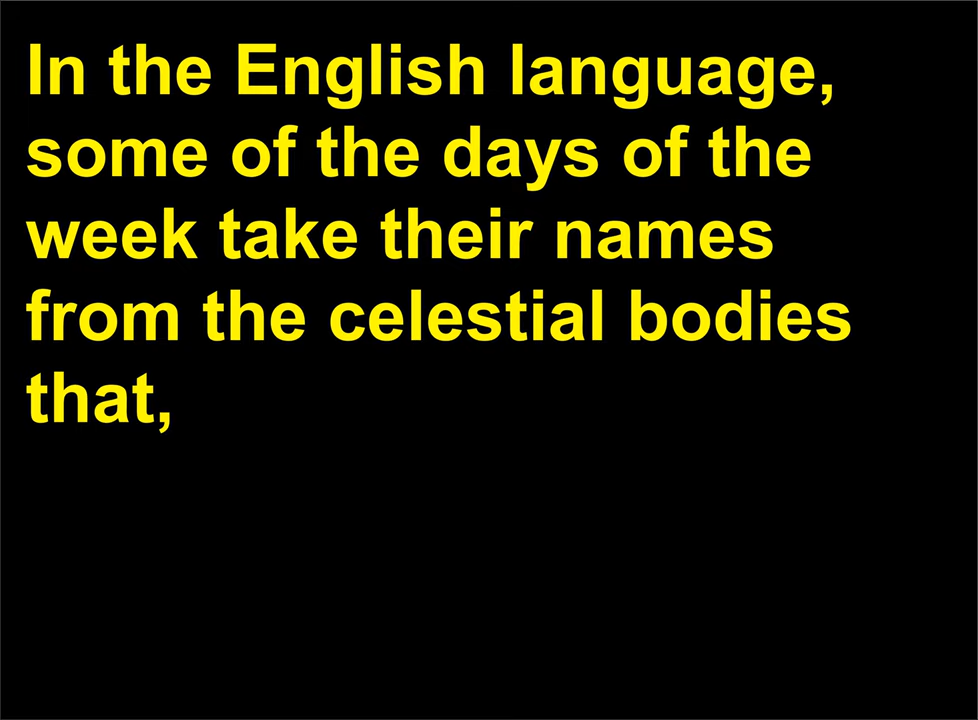 In the English language,
some of the days of the
week take their names
from the celestial bodies
that,